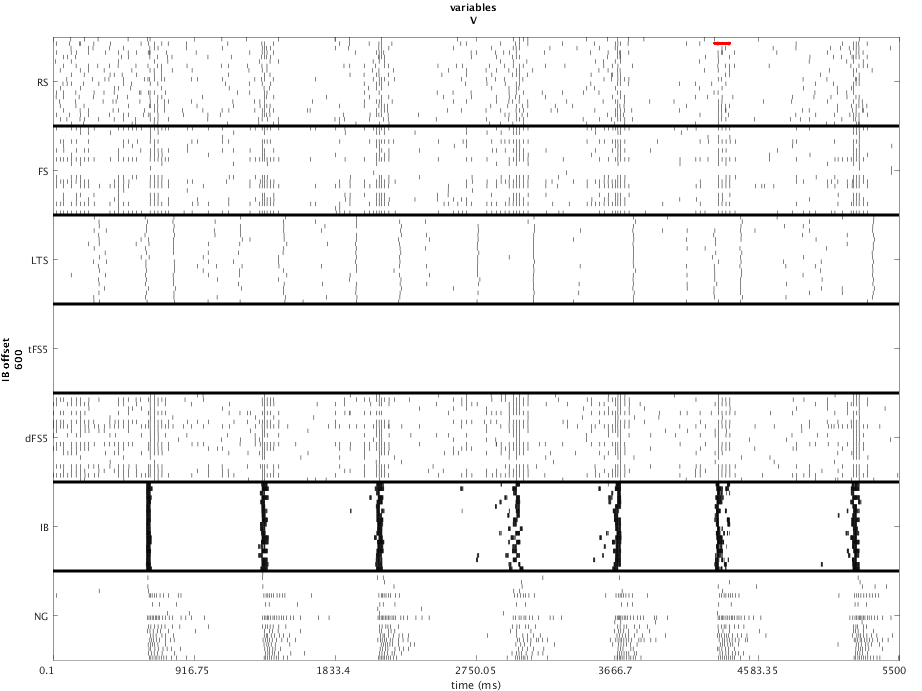 variables
V
RS
FS
LTS
tFS5
dFS5
IB
NG
IB offset
600
0.1 916.75 1833.4 2750.05 3666.7 4583.35 5500
time (ms)